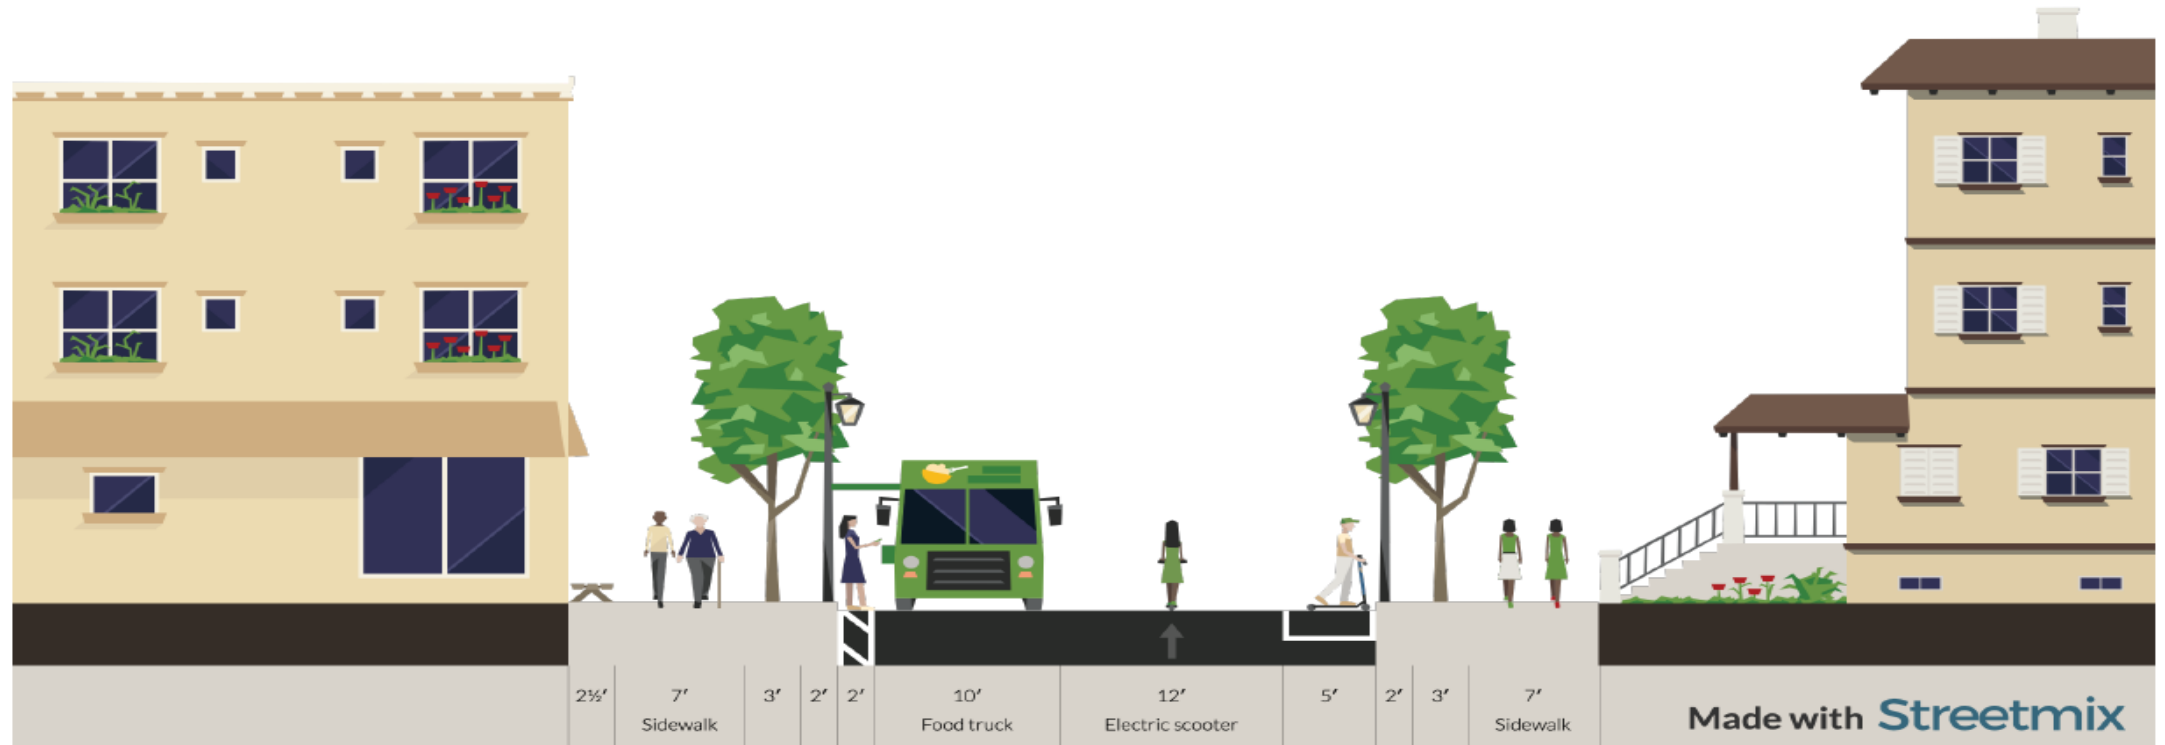 2½′ 7′ 3′ 2′ 2′ 10′ 12′ 5′ 2′ 3′ 7′
Sidewalk Food truck Electric scooter Sidewalk
Made with Streetmix